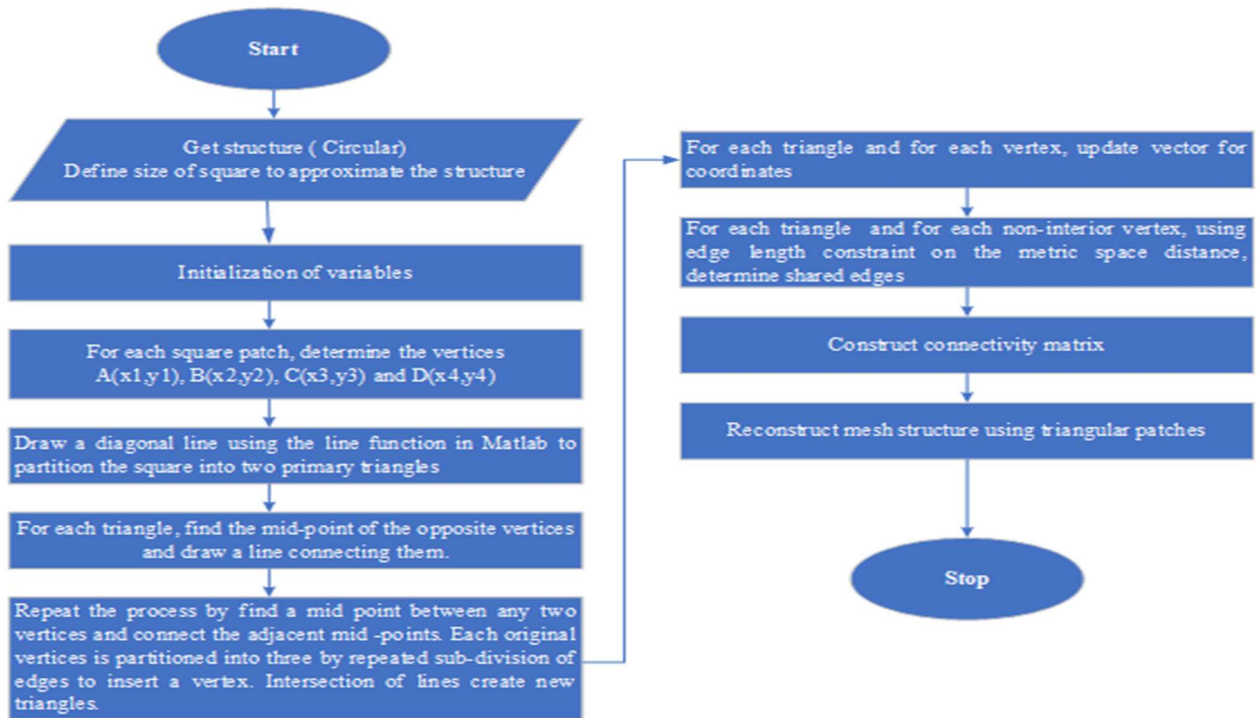 Start
Get structure ( Circular)
Define size of square to approximate the structure
Initialization of variables
For each square patch, determine the vertices
A(x1,y1), B(x2,y2), C(x3,y3) and D(x4,y4)
Draw a diagonal line using the line function in Matlab to
partition the square into two primary triangles
For each triangle, find the mid-point of the opposite vertices
and draw a line connecting them.
Repeat the process by find a mid point between any two
vertices and connect the adjacent mid -points. Each original
vertices is partitioned into three by repeated sub-division of
edges to insert a vertex. Intersection of lines create new
triangles.
For each triangle and for each vertex, update vector for
coordinates
For each triangle and for each non-interior vertex, using
edge length constraint on the metric space distance,
determine shared edges
Construct connectivity matrix
Reconstruct mesh structure using triangular patches
Stop